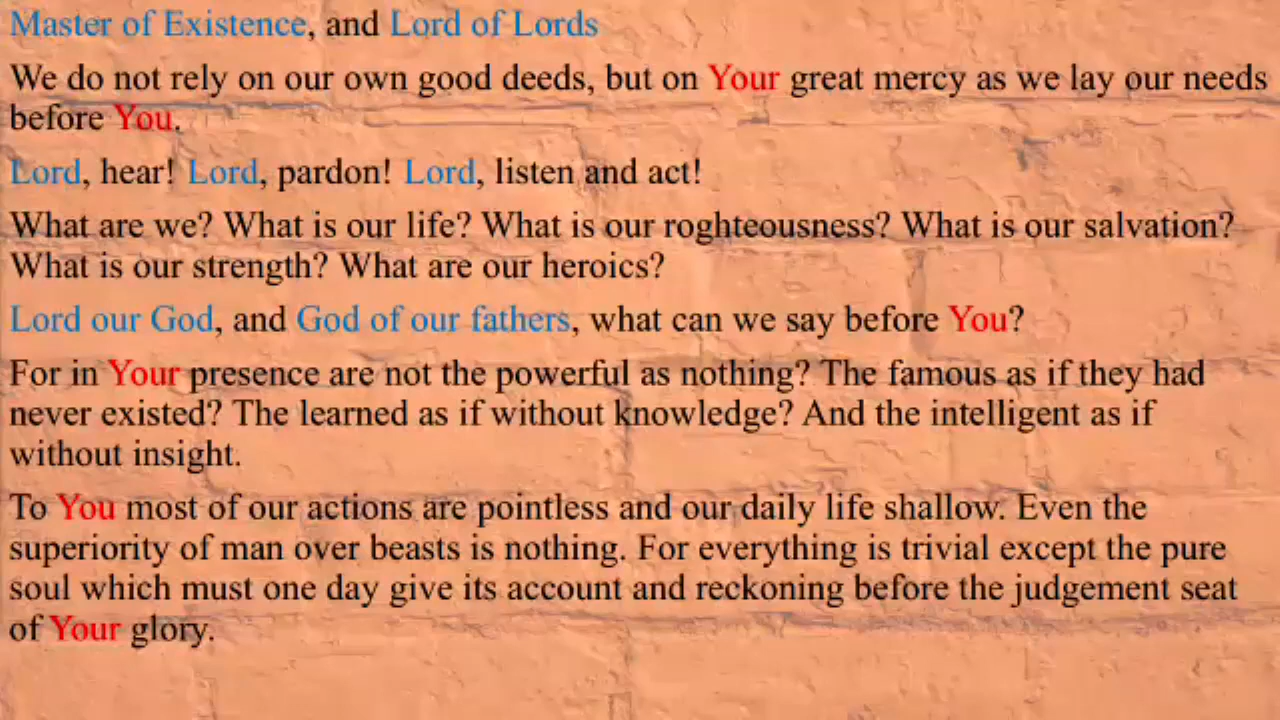 Master of Existence, and Lord of Lords
We do not rely on our own good deeds, but on Your great mercy as we lay our needs
before You.
Lord, hear! Lord, pardon! Lord, listen and act!
What are we? What is our life? What is our roghteousness? What is our salvation?
What is our strength? What are our heroics?
Lord our God, and God of our fathers, what can we say before You?
For in Your presence are not the powerful as nothing? The famous as if they had
never existed? The learned as if without knowledge? And the intelligent as if
without insight.
To You most of our actions are pointless and our daily life shallow. Even the
superiority of man over beasts is nothing. For everything is trivial except the pure
soul which must one day give its account and reckoning before the judgement seat
of Your glory.